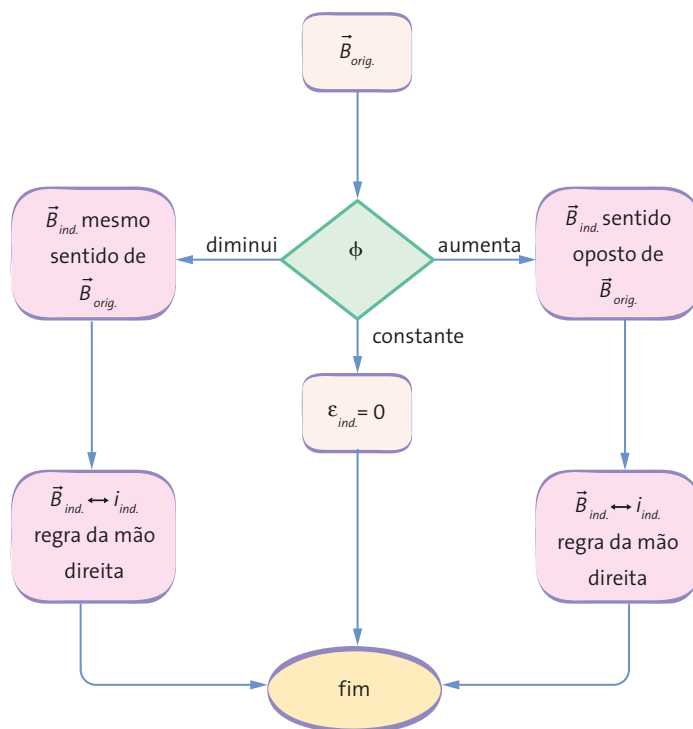 B⃗orig.
ϕ
diminui
aumenta
B⃗ind. mesmo
sentido de
B⃗orig.
B⃗ind. sentido
oposto de
B⃗orig.
constante
εind. = 0
B⃗ind. ↔ iind.
regra da mão
direita
B⃗ind. ↔ iind.
regra da mão
direita
fim